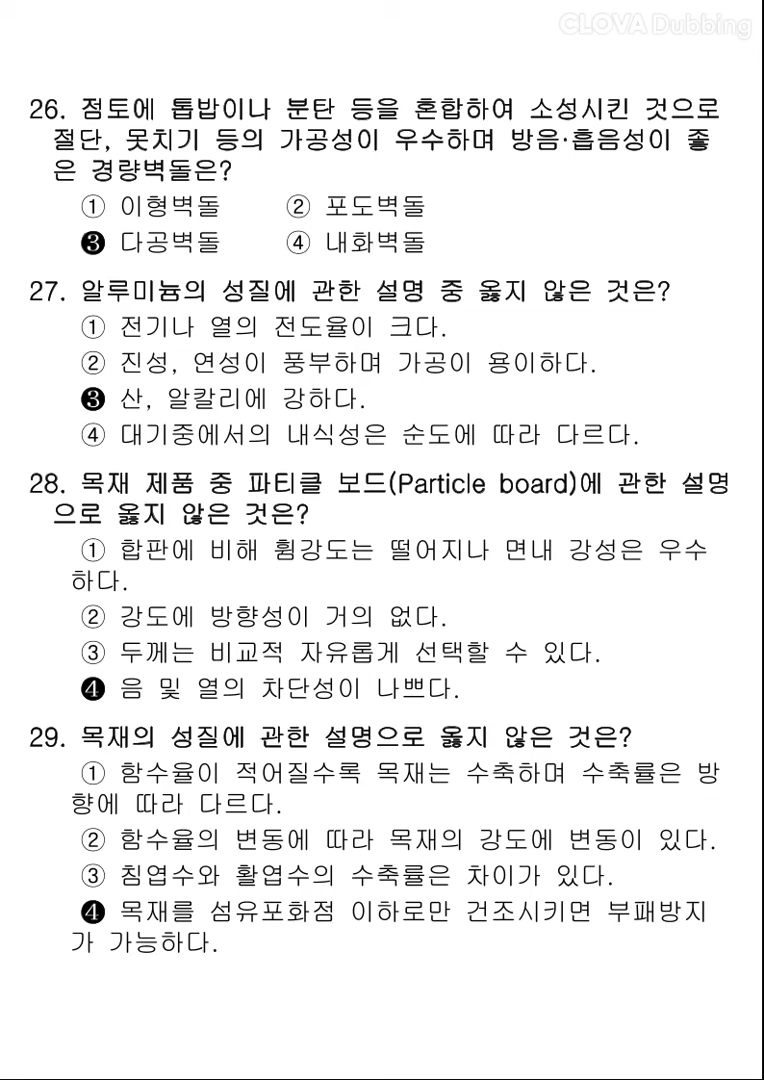 CLOVA Dubbing
26. 점토에 톱밥이나 분탄 등을 혼합하여 소성시킨 것으로
절단, 못치기 등의 가공성이 우수하며 방음·흡음성이 좋
은 경량벽돌은?
① 이형벽돌 ② 포도벽돌
❸ 다공벽돌 ④ 내화벽돌
27. 알루미늄의 성질에 관한 설명 중 옳지 않은 것은?
① 전기나 열의 전도율이 크다.
② 진성, 연성이 풍부하며 가공이 용이하다.
❸ 산, 알칼리에 강하다.
④ 대기중에서의 내식성은 순도에 따라 다르다.
28. 목재 제품 중 파티클 보드(Particle board)에 관한 설명
으로 옳지 않은 것은?
① 합판에 비해 휨강도는 떨어지나 면내 강성은 우수
하다.
② 강도에 방향성이 거의 없다.
③ 두께는 비교적 자유롭게 선택할 수 있다.
❹ 음 및 열의 차단성이 나쁘다.
29. 목재의 성질에 관한 설명으로 옳지 않은 것은?
① 함수율이 적어질수록 목재는 수축하며 수축률은 방
향에 따라 다르다.
② 함수율의 변동에 따라 목재의 강도에 변동이 있다.
③ 침엽수와 활엽수의 수축률은 차이가 있다.
❹ 목재를 섬유포화점 이하로만 건조시키면 부패방지
가 가능하다.